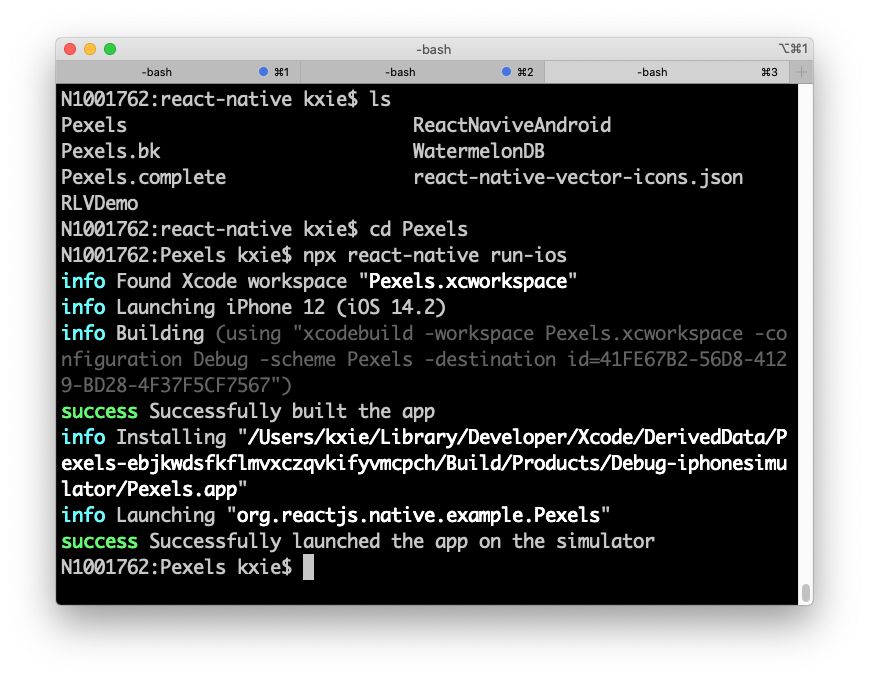 -bash
⌥⌘1
-bash ⌘1 -bash ⌘2 -bash ⌘3
N1001762:react-native kxie$ ls
Pexels ReactNaviveAndroid
Pexels.bk WatermelonDB
Pexels.complete react-native-vector-icons.json
RLVDemo
N1001762:react-native kxie$ cd Pexels
N1001762:Pexels kxie$ npx react-native run-ios
info Found Xcode workspace "Pexels.xcworkspace"
info Launching iPhone 12 (iOS 14.2)
info Building (using "xcodebuild -workspace Pexels.xcworkspace -co
nfiguration Debug -scheme Pexels -destination id=41FE67B2-56D8-412
9-BD28-4F37F5CF7567")
success Successfully built the app
info Installing "/Users/kxie/Library/Developer/Xcode/DerivedData/P
exels-ebjkwdsfkflmvxczqvkifyvmcpch/Build/Products/Debug-iphonesimu
lator/Pexels.app"
info Launching "org.reactjs.native.example.Pexels"
success Successfully launched the app on the simulator
N1001762:Pexels kxie$